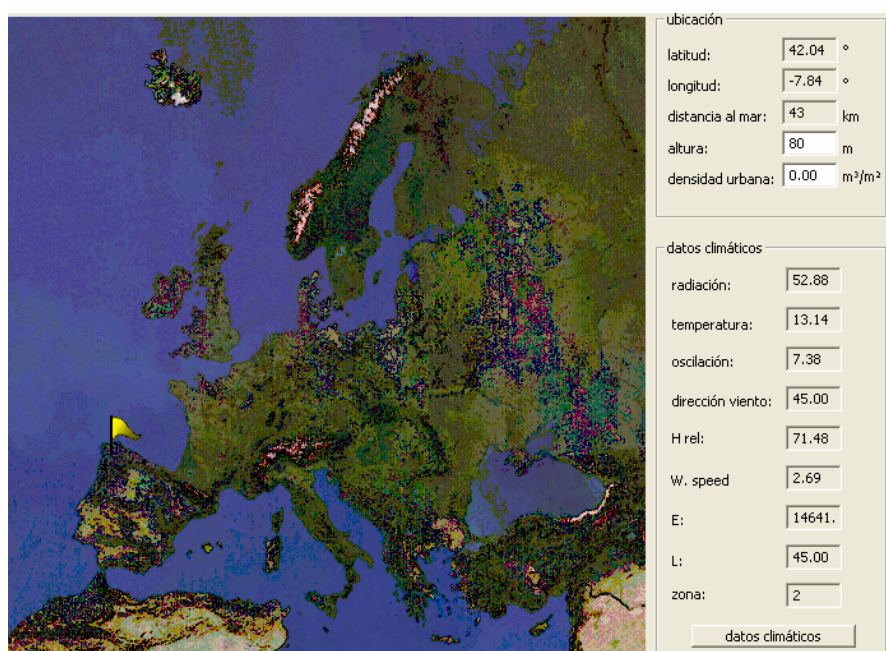 ubicación
latitud: 42.04 °
longitud: -7.84 °
distancia al mar: 43 km
altura: 80 m
densidad urbana: 0.00 m³/m²
datos climáticos
radiación: 52.88
temperatura: 13.14
oscilación: 7.38
dirección viento: 45.00
H rel: 71.48
W. speed 2.69
E: 14641.
L: 45.00
zona: 2
datos climáticos